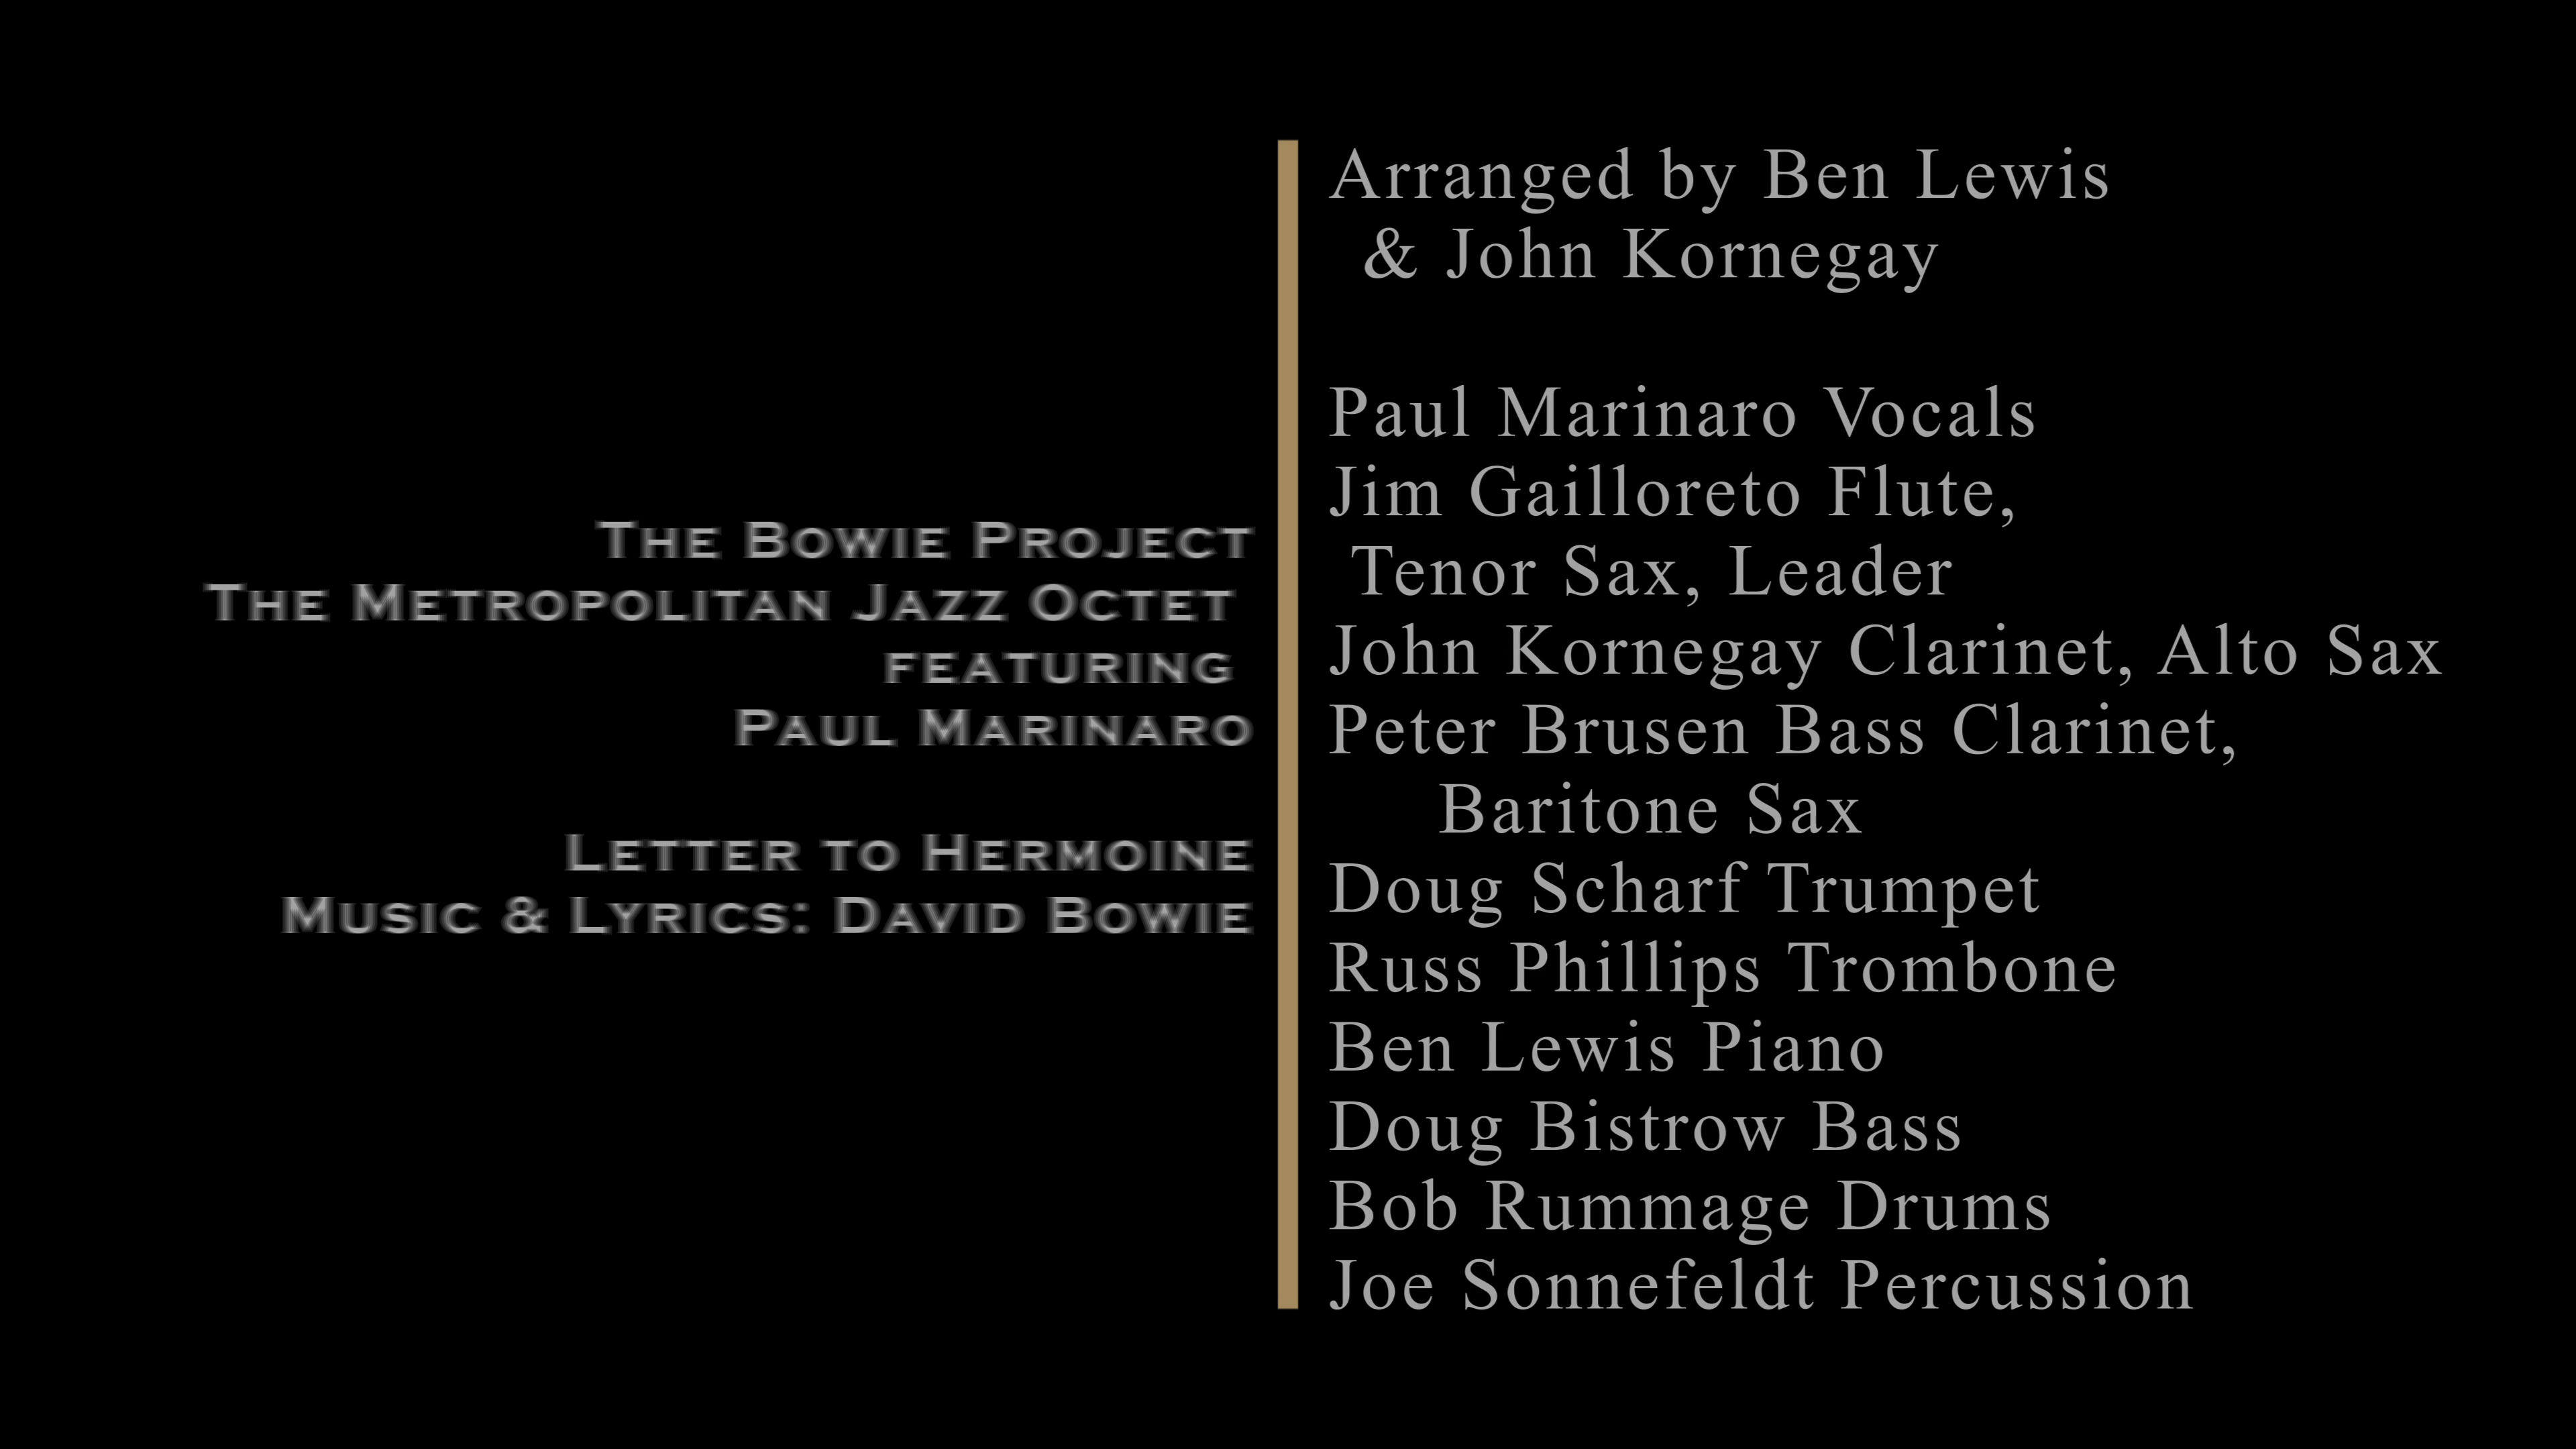 The Bowie Project
The Metropolitan Jazz Octet
featuring
Paul Marinaro
Letter to Hermoine
Music & Lyrics: David Bowie
Arranged by Ben Lewis
& John Kornegay
Paul Marinaro Vocals
Jim Gailloreto Flute,
Tenor Sax, Leader
John Kornegay Clarinet, Alto Sax
Peter Brusen Bass Clarinet,
Baritone Sax
Doug Scharf Trumpet
Russ Phillips Trombone
Ben Lewis Piano
Doug Bistrow Bass
Bob Rummage Drums
Joe Sonnefeldt Percussion